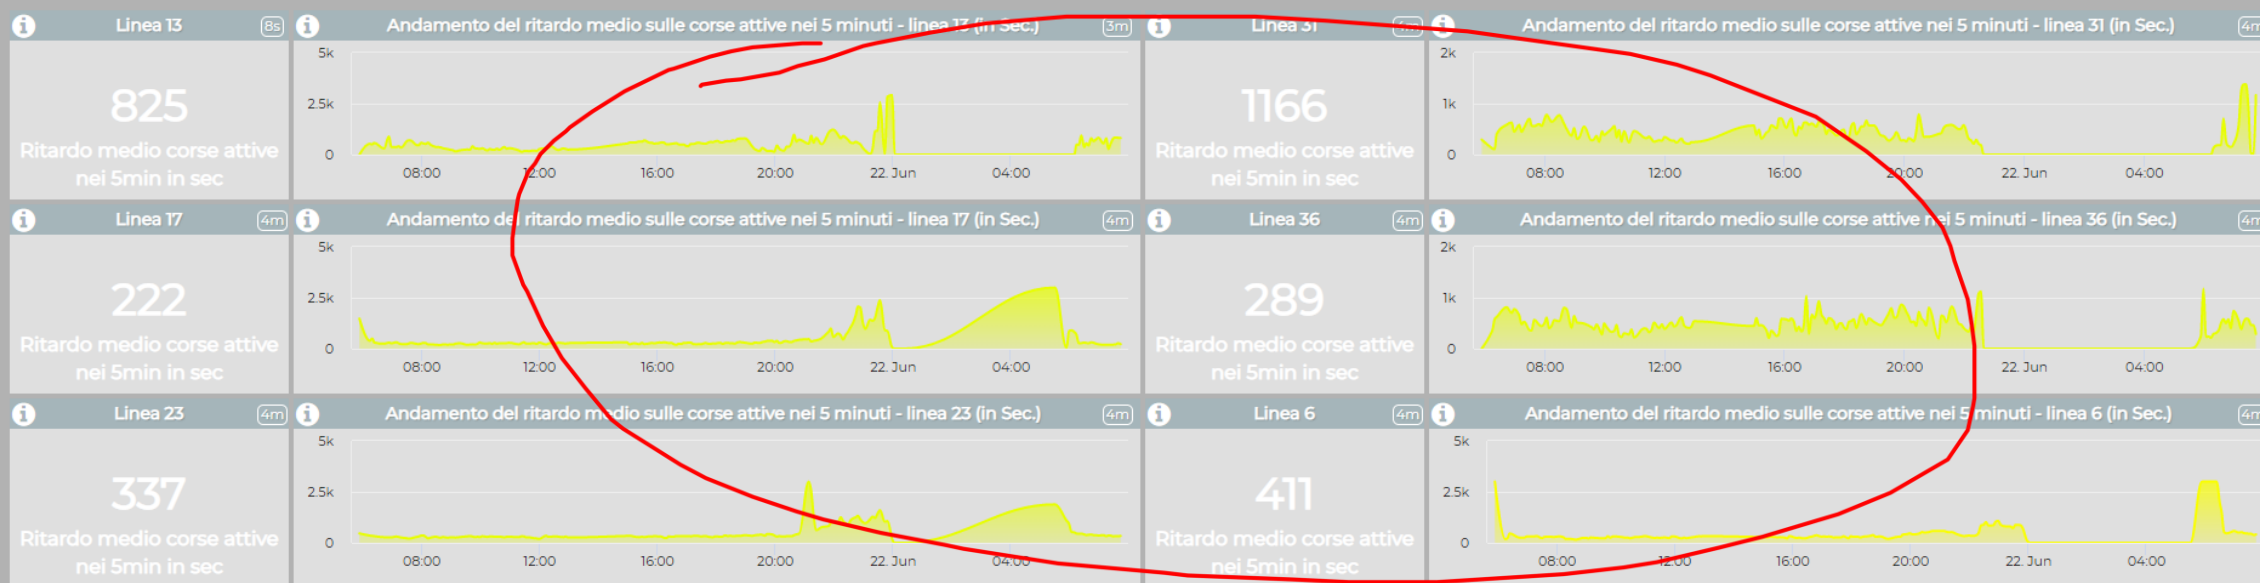 Linea 13 8s
Andamento del ritardo medio sulle corse attive nei 5 minuti - linea 13 (in Sec.) 3m
Linea 31 4m
Andamento del ritardo medio sulle corse attive nei 5 minuti - linea 31 (in Sec.) 4m
825
Ritardo medio corse attive
nei 5min in sec
5k
2.5k
0
08:00 12:00 16:00 20:00 22. Jun 04:00
1166
Ritardo medio corse attive
nei 5min in sec
2k
1k
0
08:00 12:00 16:00 20:00 22. Jun 04:00
Linea 17 4m
Andamento del ritardo medio sulle corse attive nei 5 minuti - linea 17 (in Sec.) 4m
Linea 36 4m
Andamento del ritardo medio sulle corse attive nei 5 minuti - linea 36 (in Sec.) 4m
222
Ritardo medio corse attive
nei 5min in sec
5k
2.5k
0
08:00 12:00 16:00 20:00 22. Jun 04:00
289
Ritardo medio corse attive
nei 5min in sec
2k
1k
0
08:00 12:00 16:00 20:00 22. Jun 04:00
Linea 23 4m
Andamento del ritardo medio sulle corse attive nei 5 minuti - linea 23 (in Sec.) 4m
Linea 6 4m
Andamento del ritardo medio sulle corse attive nei 5 minuti - linea 6 (in Sec.) 4m
337
Ritardo medio corse attive
nei 5min in sec
5k
2.5k
0
08:00 12:00 16:00 20:00 22. Jun 04:00
411
Ritardo medio corse attive
nei 5min in sec
5k
2.5k
0
08:00 12:00 16:00 20:00 22. Jun 04:00